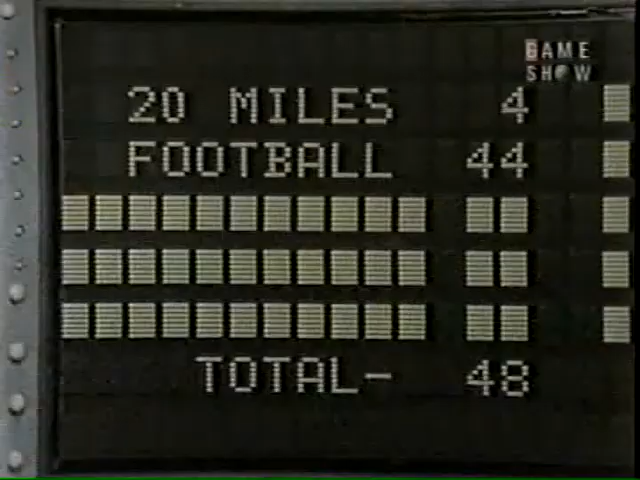 GAME
SHOW
20 MILES 4
FOOTBALL 44
TOTAL- 48